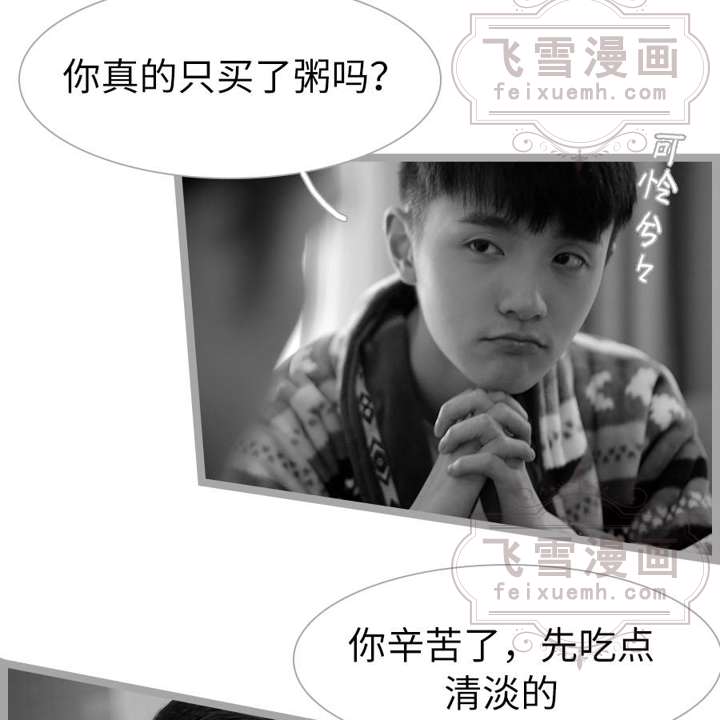 你真的只买了粥吗?
飞雪漫画
feixuemh.com
可怜兮々
飞雪漫画
feixuemh.com
你辛苦了，先吃点
清淡的